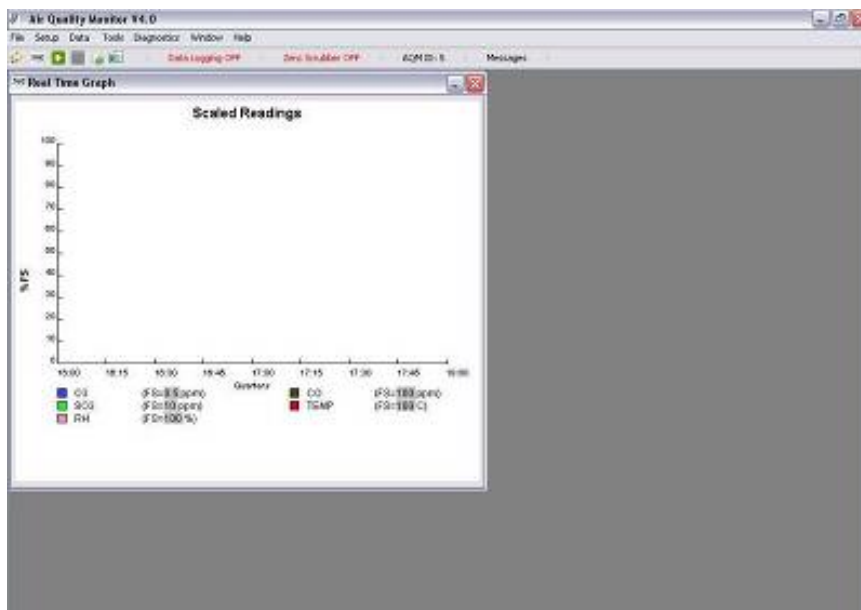 Air Quality Monitor V4.0
File Setup Data Tools Diagnostics Window Help
Data Logging OFF Zero Scrubber OFF Messages
Real Time Graph
Scaled Readings
100
90
80
70
60
50
40
30
20
10
0
%FS
16:00 16:15 16:30 16:45 17:00 17:15 17:30 17:45 18:00
O3 (FS=0.5 ppm) CO (FS=100 ppm)
(FS=10 ppm) TEMP (FS=100 C)
RH (FS=100 %)